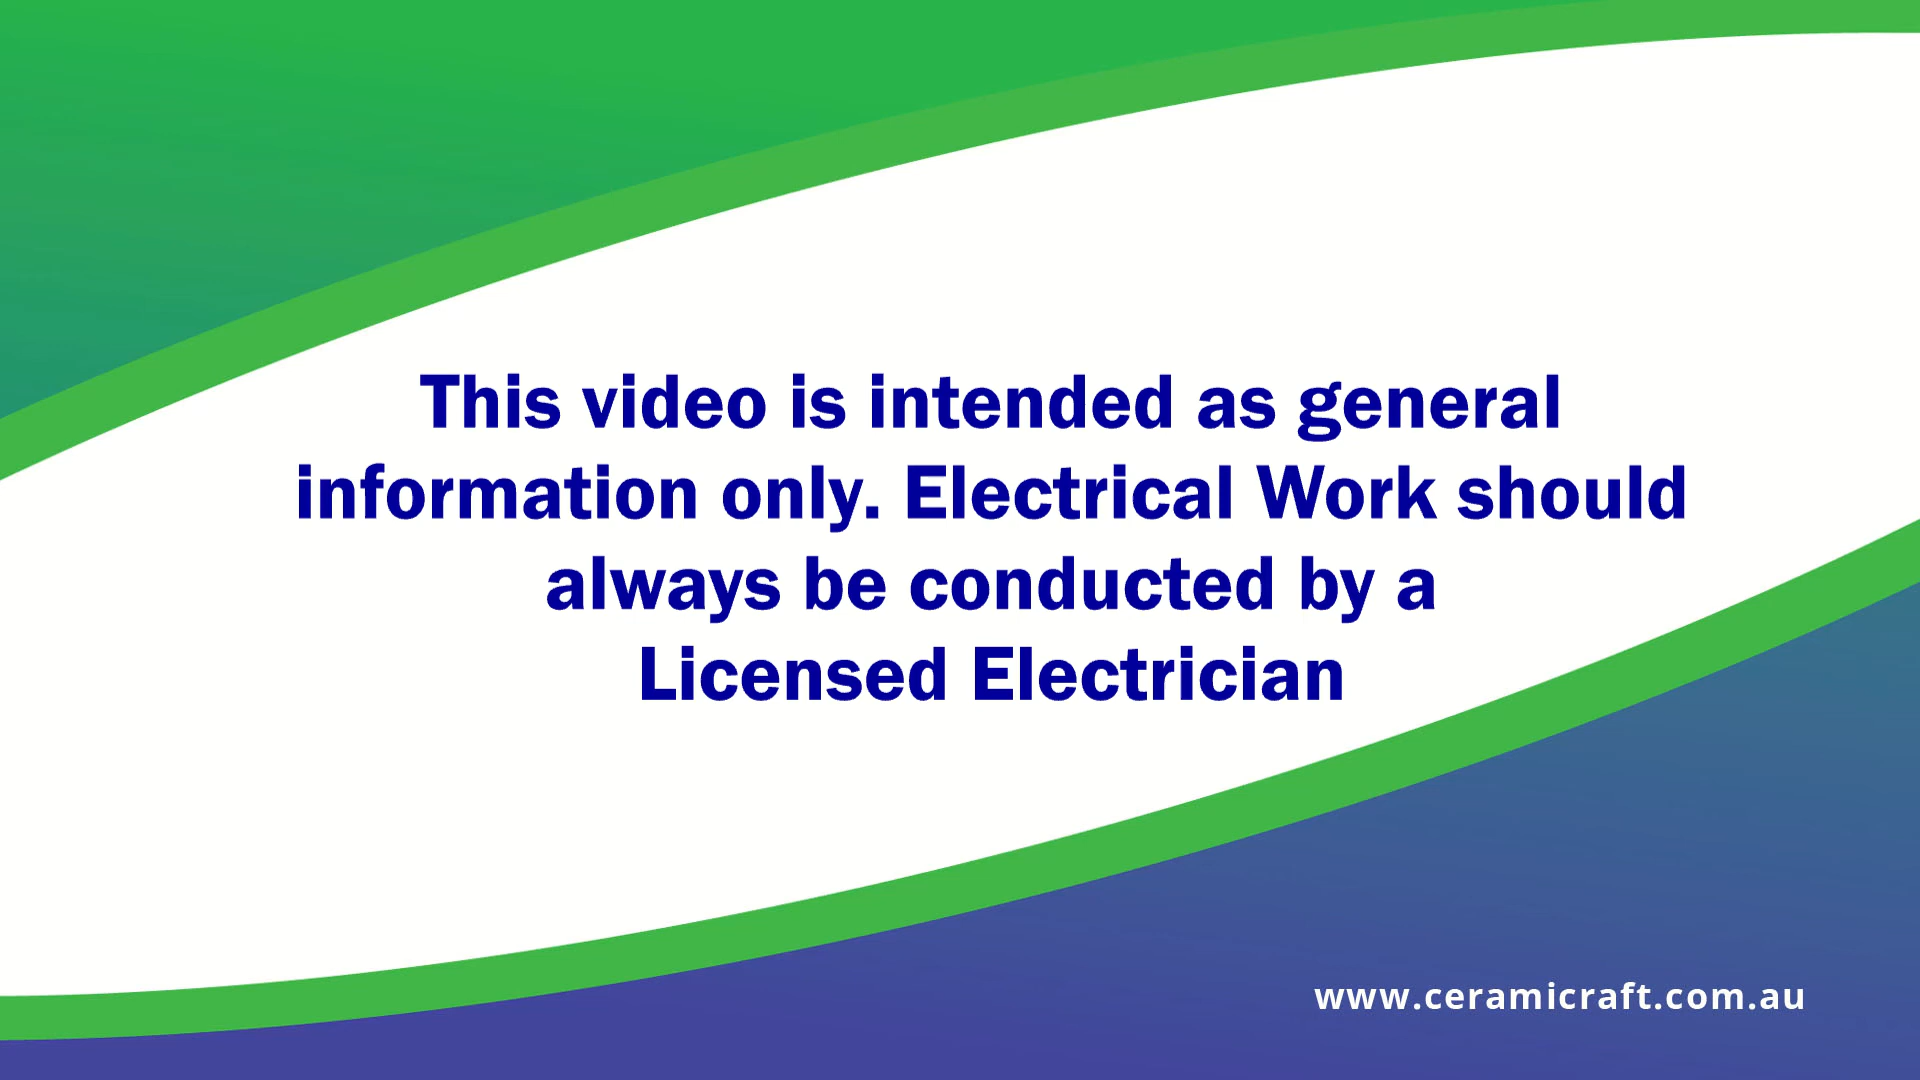 This video is intended as general
information only. Electrical Work should
always be conducted by a
Licensed Electrician
www.ceramicraft.com.au